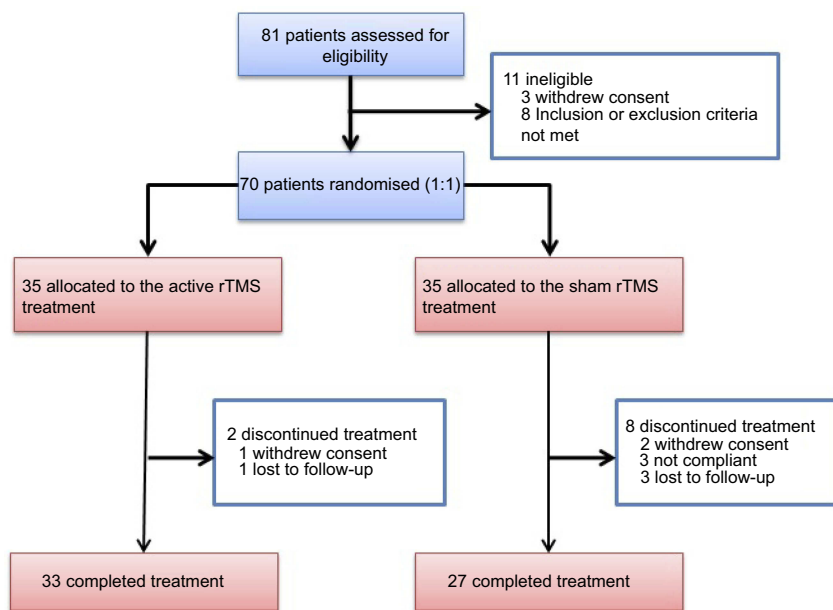 81 patients assessed for
eligibility
11 ineligible
3 withdrew consent
8 Inclusion or exclusion criteria
not met
70 patients randomised (1:1)
35 allocated to the active rTMS
treatment
35 allocated to the sham rTMS
treatment
2 discontinued treatment
1 withdrew consent
1 lost to follow-up
8 discontinued treatment
2 withdrew consent
3 not compliant
3 lost to follow-up
33 completed treatment
27 completed treatment